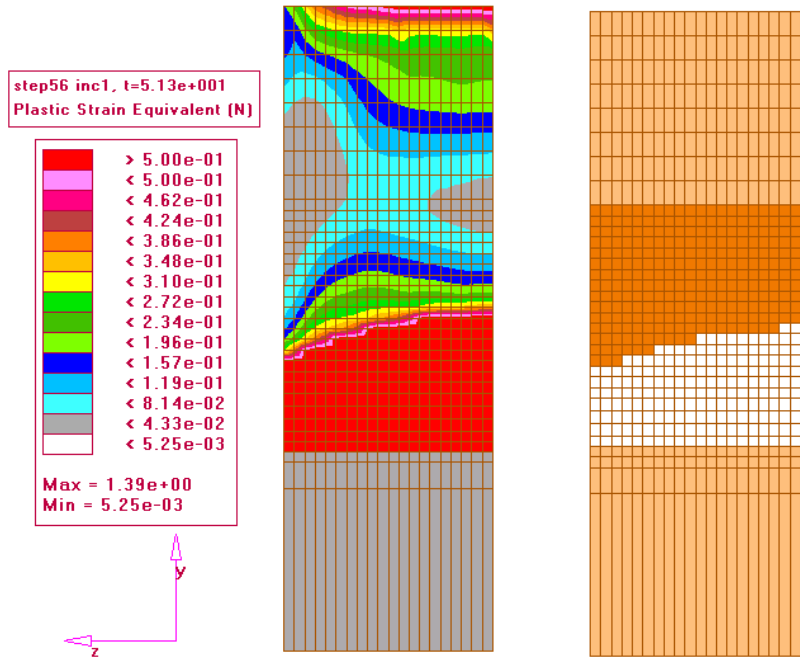 step56 inc1, t=5.13e+001
Plastic Strain Equivalent (N)
> 5.00e-01
< 5.00e-01
< 4.62e-01
< 4.24e-01
< 3.86e-01
< 3.48e-01
< 3.10e-01
< 2.72e-01
< 2.34e-01
< 1.96e-01
< 1.57e-01
< 1.19e-01
< 8.14e-02
< 4.33e-02
< 5.25e-03
Max = 1.39e+00
Min = 5.25e-03
y
z